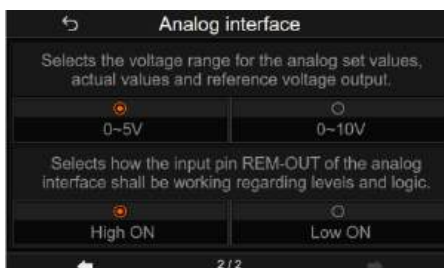 Analog interface
Selects the voltage range for the analog set values,
actual values and reference voltage output.
0~5V 0~10V
Selects how the input pin REM-OUT of the analog
interface shall be working regarding levels and logic.
High ON Low ON
2/2